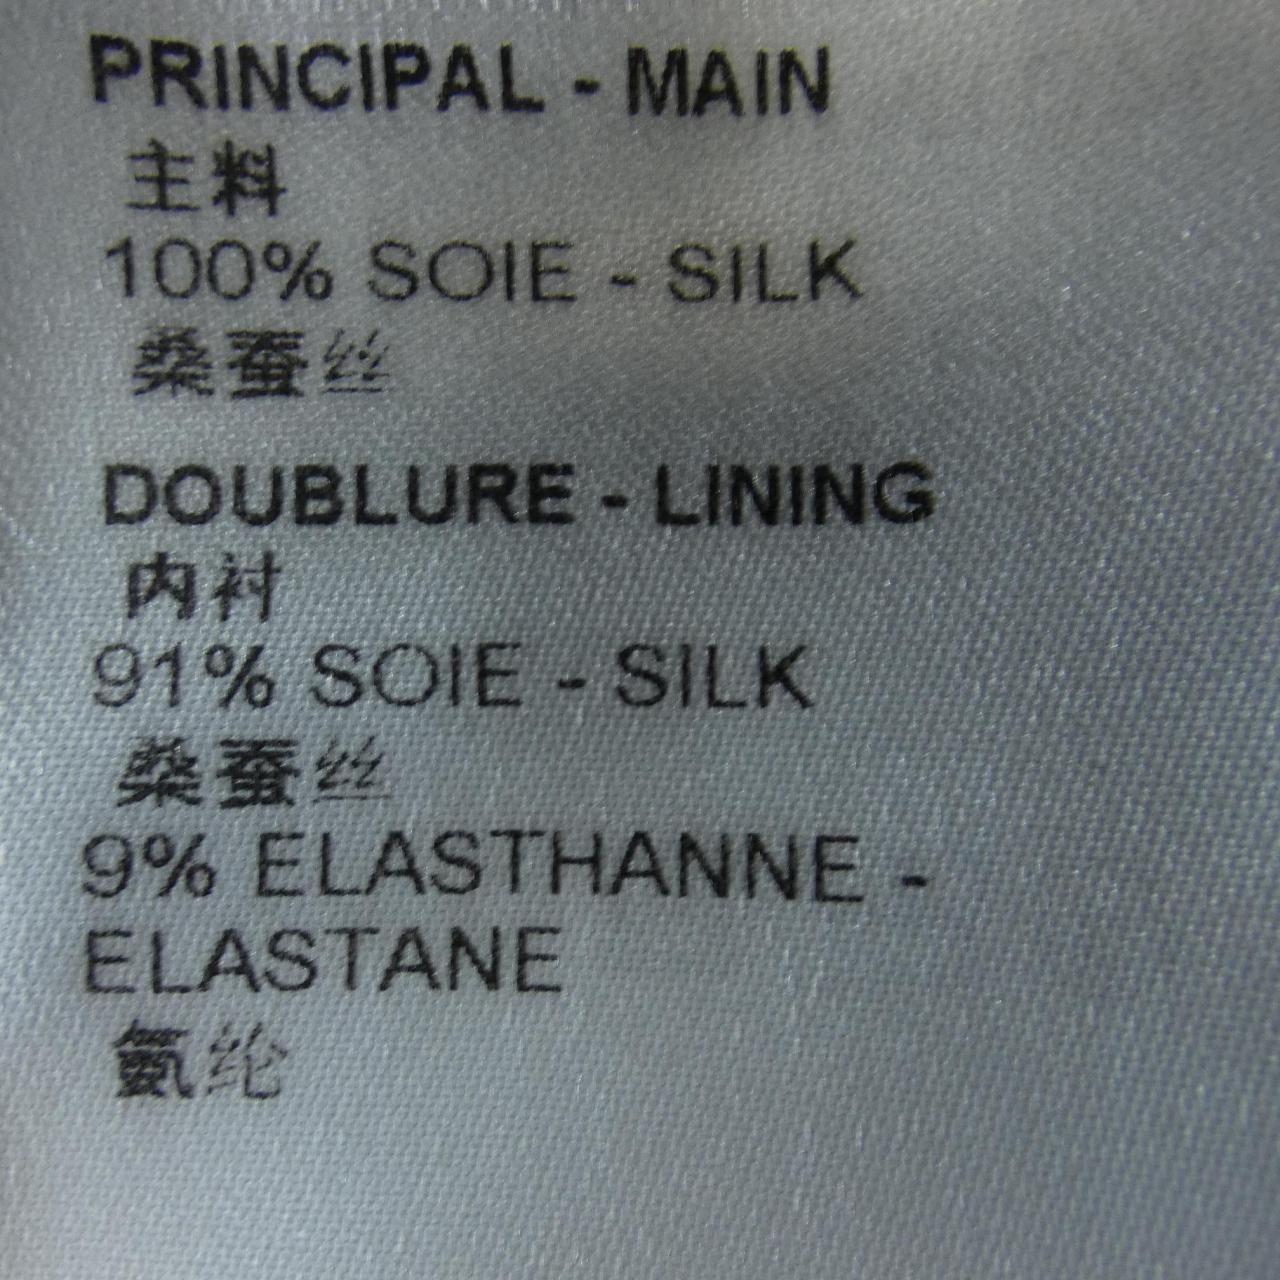 PRINCIPAL - MAIN
主料
100% SOIE - SILK
桑蚕丝
DOUBLURE - LINING
内衬
91% SOIE - SILK
桑蚕丝
9% ELASTHANNE -
ELASTANE
氨纶